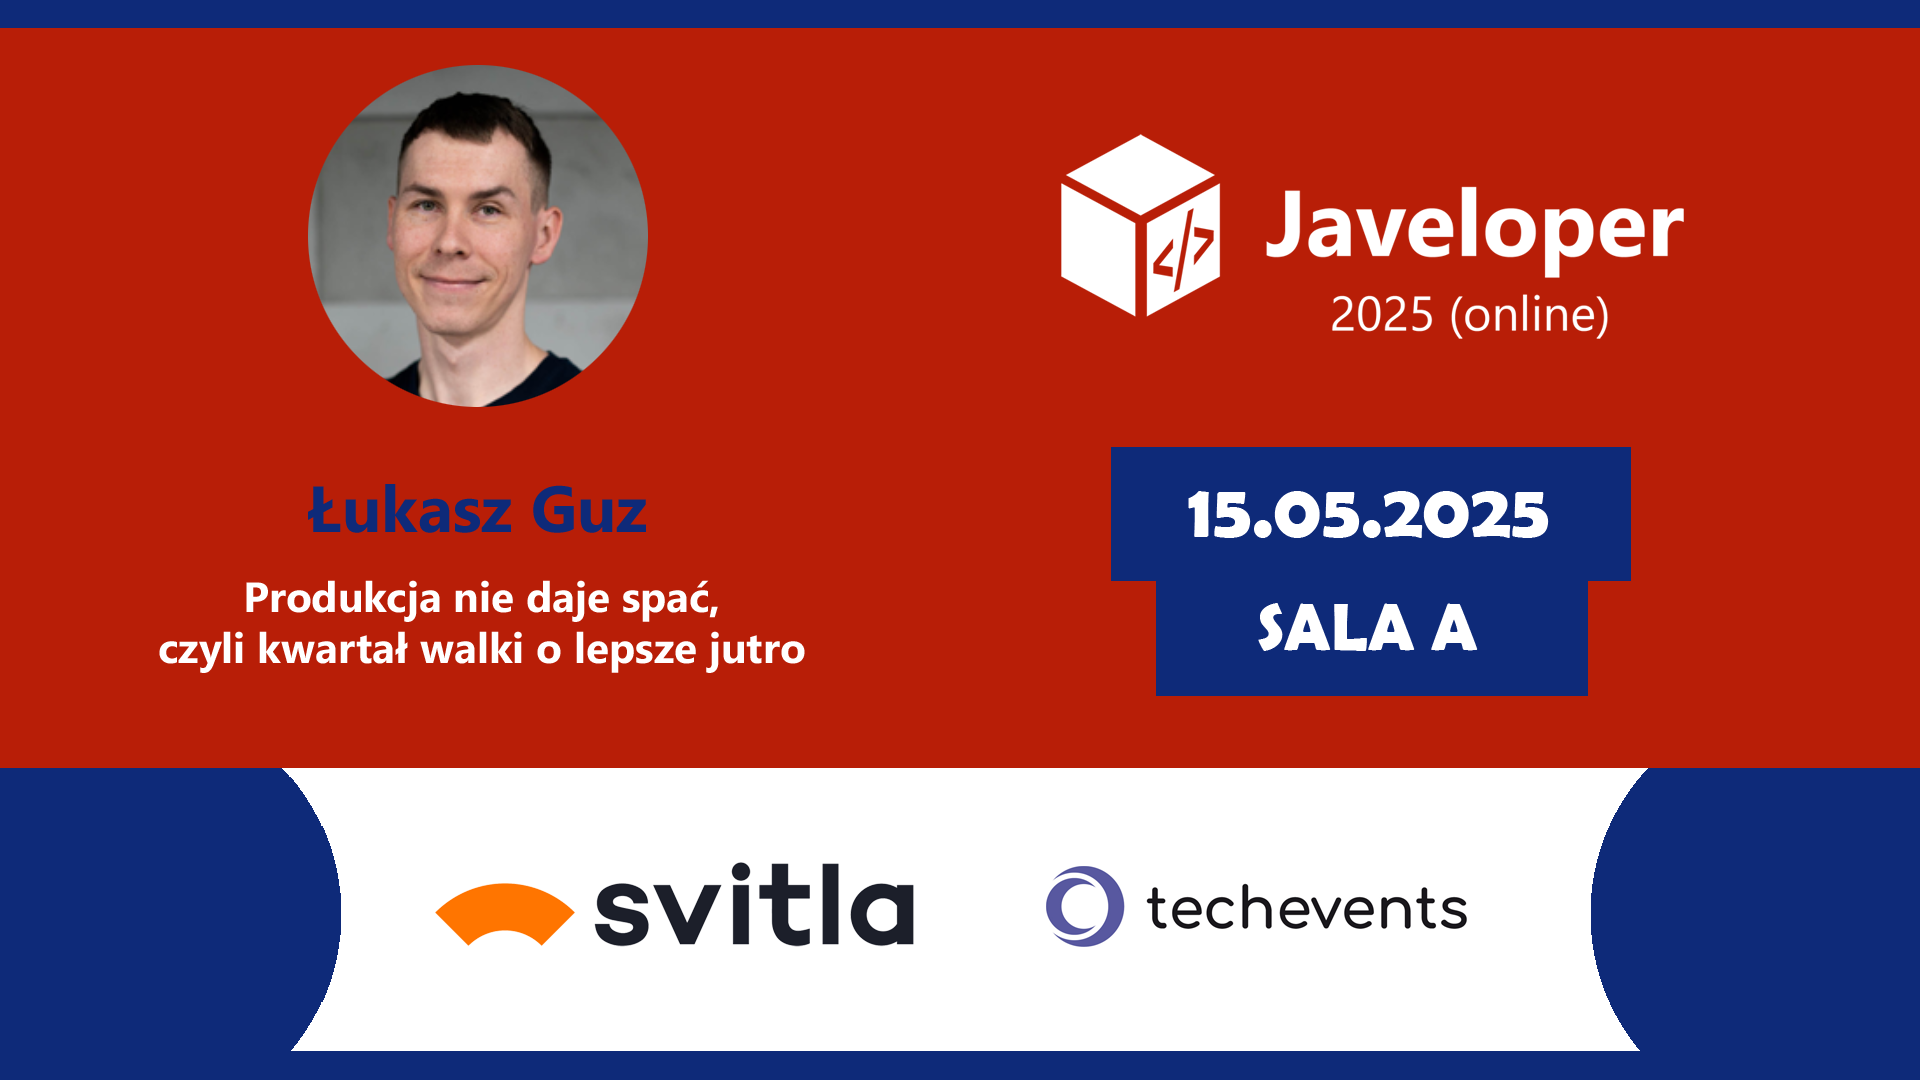 Łukasz Guz
Produkcja nie daje spać,
czyli kwartał walki o lepsze jutro
</>
Javeloper
2025 (online)
15.05.2025
SALA A
svitla
techevents